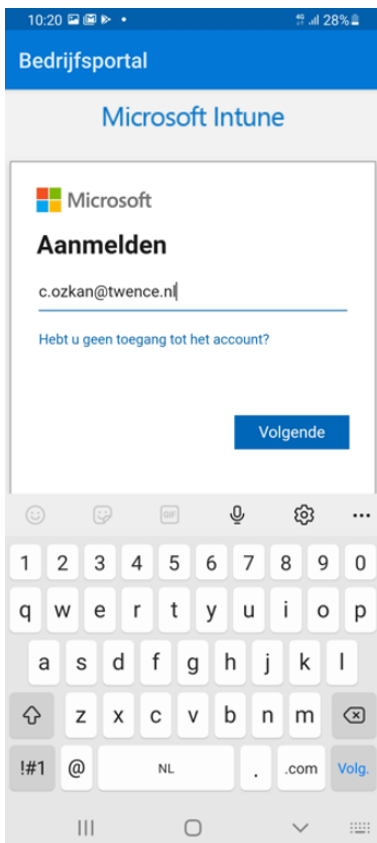 10:20 28%
Bedrijfsportal
Microsoft Intune
Microsoft
Aanmelden
c.ozkan@twence.nl
Hebt u geen toegang tot het account?
Volgende
GIF
1 2 3 4 5 6 7 8 9 0
q w e r t y u i o p
a s d f g h j k l
z x c v b n m
!#1 @ NL . .com Volg.